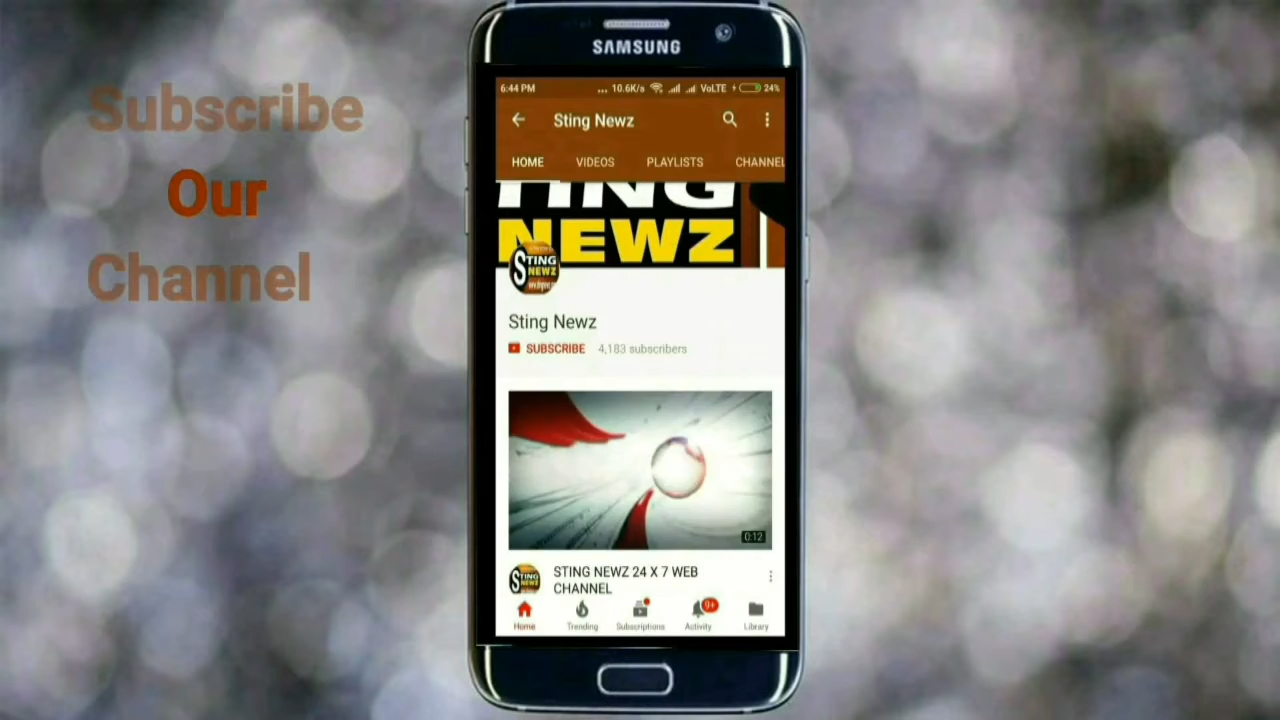 Subscribe
Our
Channel
SAMSUNG
6:44 PM ... 10.6K/s VoLTE 24%
Sting Newz
HOME VIDEOS PLAYLISTS CHANNEL
TING
NEWZ
STING
NEWZ
Sting Newz
SUBSCRIBE 4,183 subscribers
0:12
STING
NEWZ
STING NEWZ 24 X 7 WEB
CHANNEL
9+
Home Trending Subscriptions Activity Library